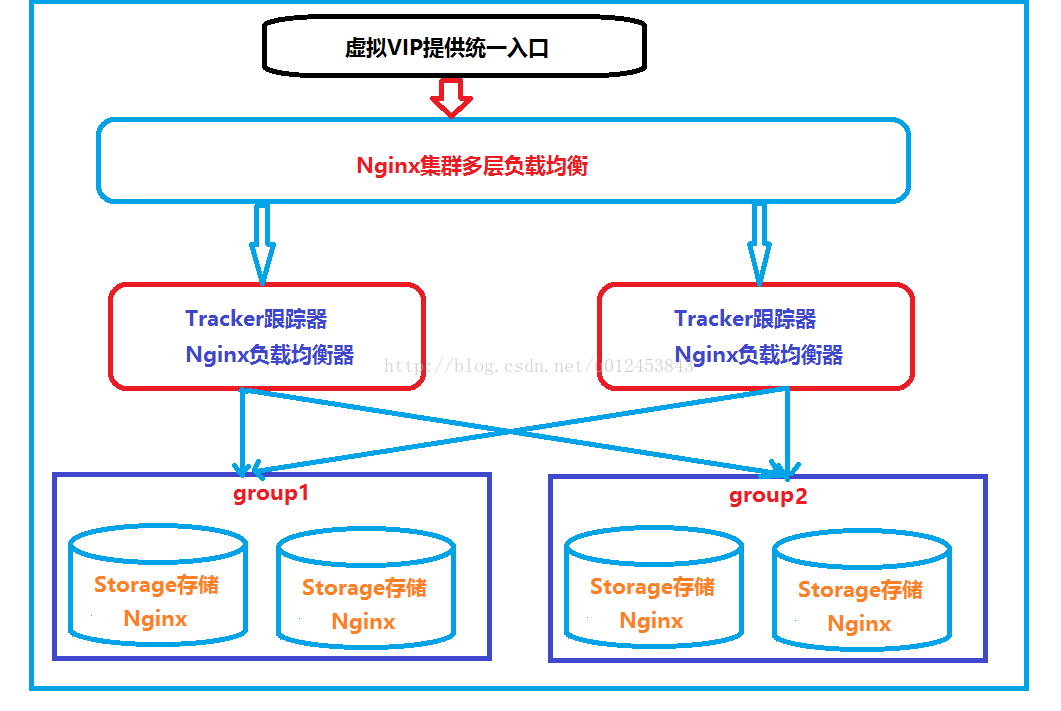 虚拟VIP提供统一入口
Nginx集群多层负载均衡
Tracker跟踪器
Nginx负载均衡器
Tracker跟踪器
Nginx负载均衡器
http://blog.csdn.net/u012453843
group1
Storage存储
Nginx
Storage存储
Nginx
group2
Storage存储
Nginx
Storage存储
Nginx